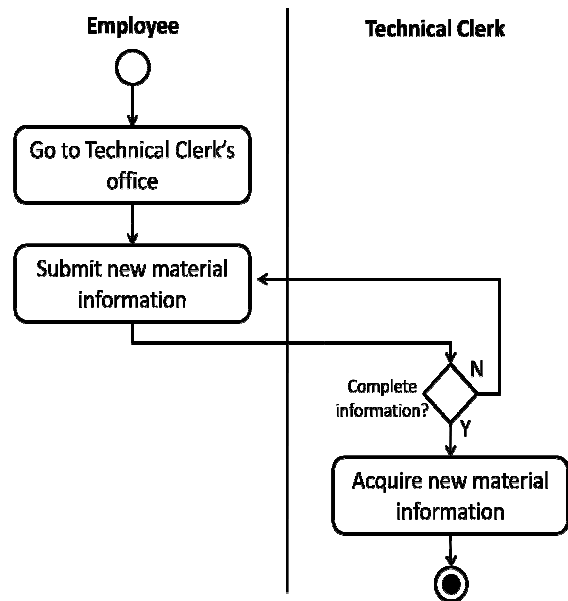 Employee
Technical Clerk
Go to Technical Clerk's
office
Submit new material
information
N
Complete
information?
Y
Acquire new material
information